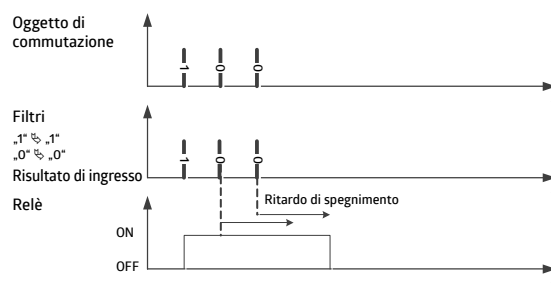 Oggetto di
commutazione
1 0 0
Filtri
„1“ ⮱ „1“
„0“ ⮱ „0“
1 0 0
Risultato di ingresso
Relè
Ritardo di spegnimento
ON
OFF